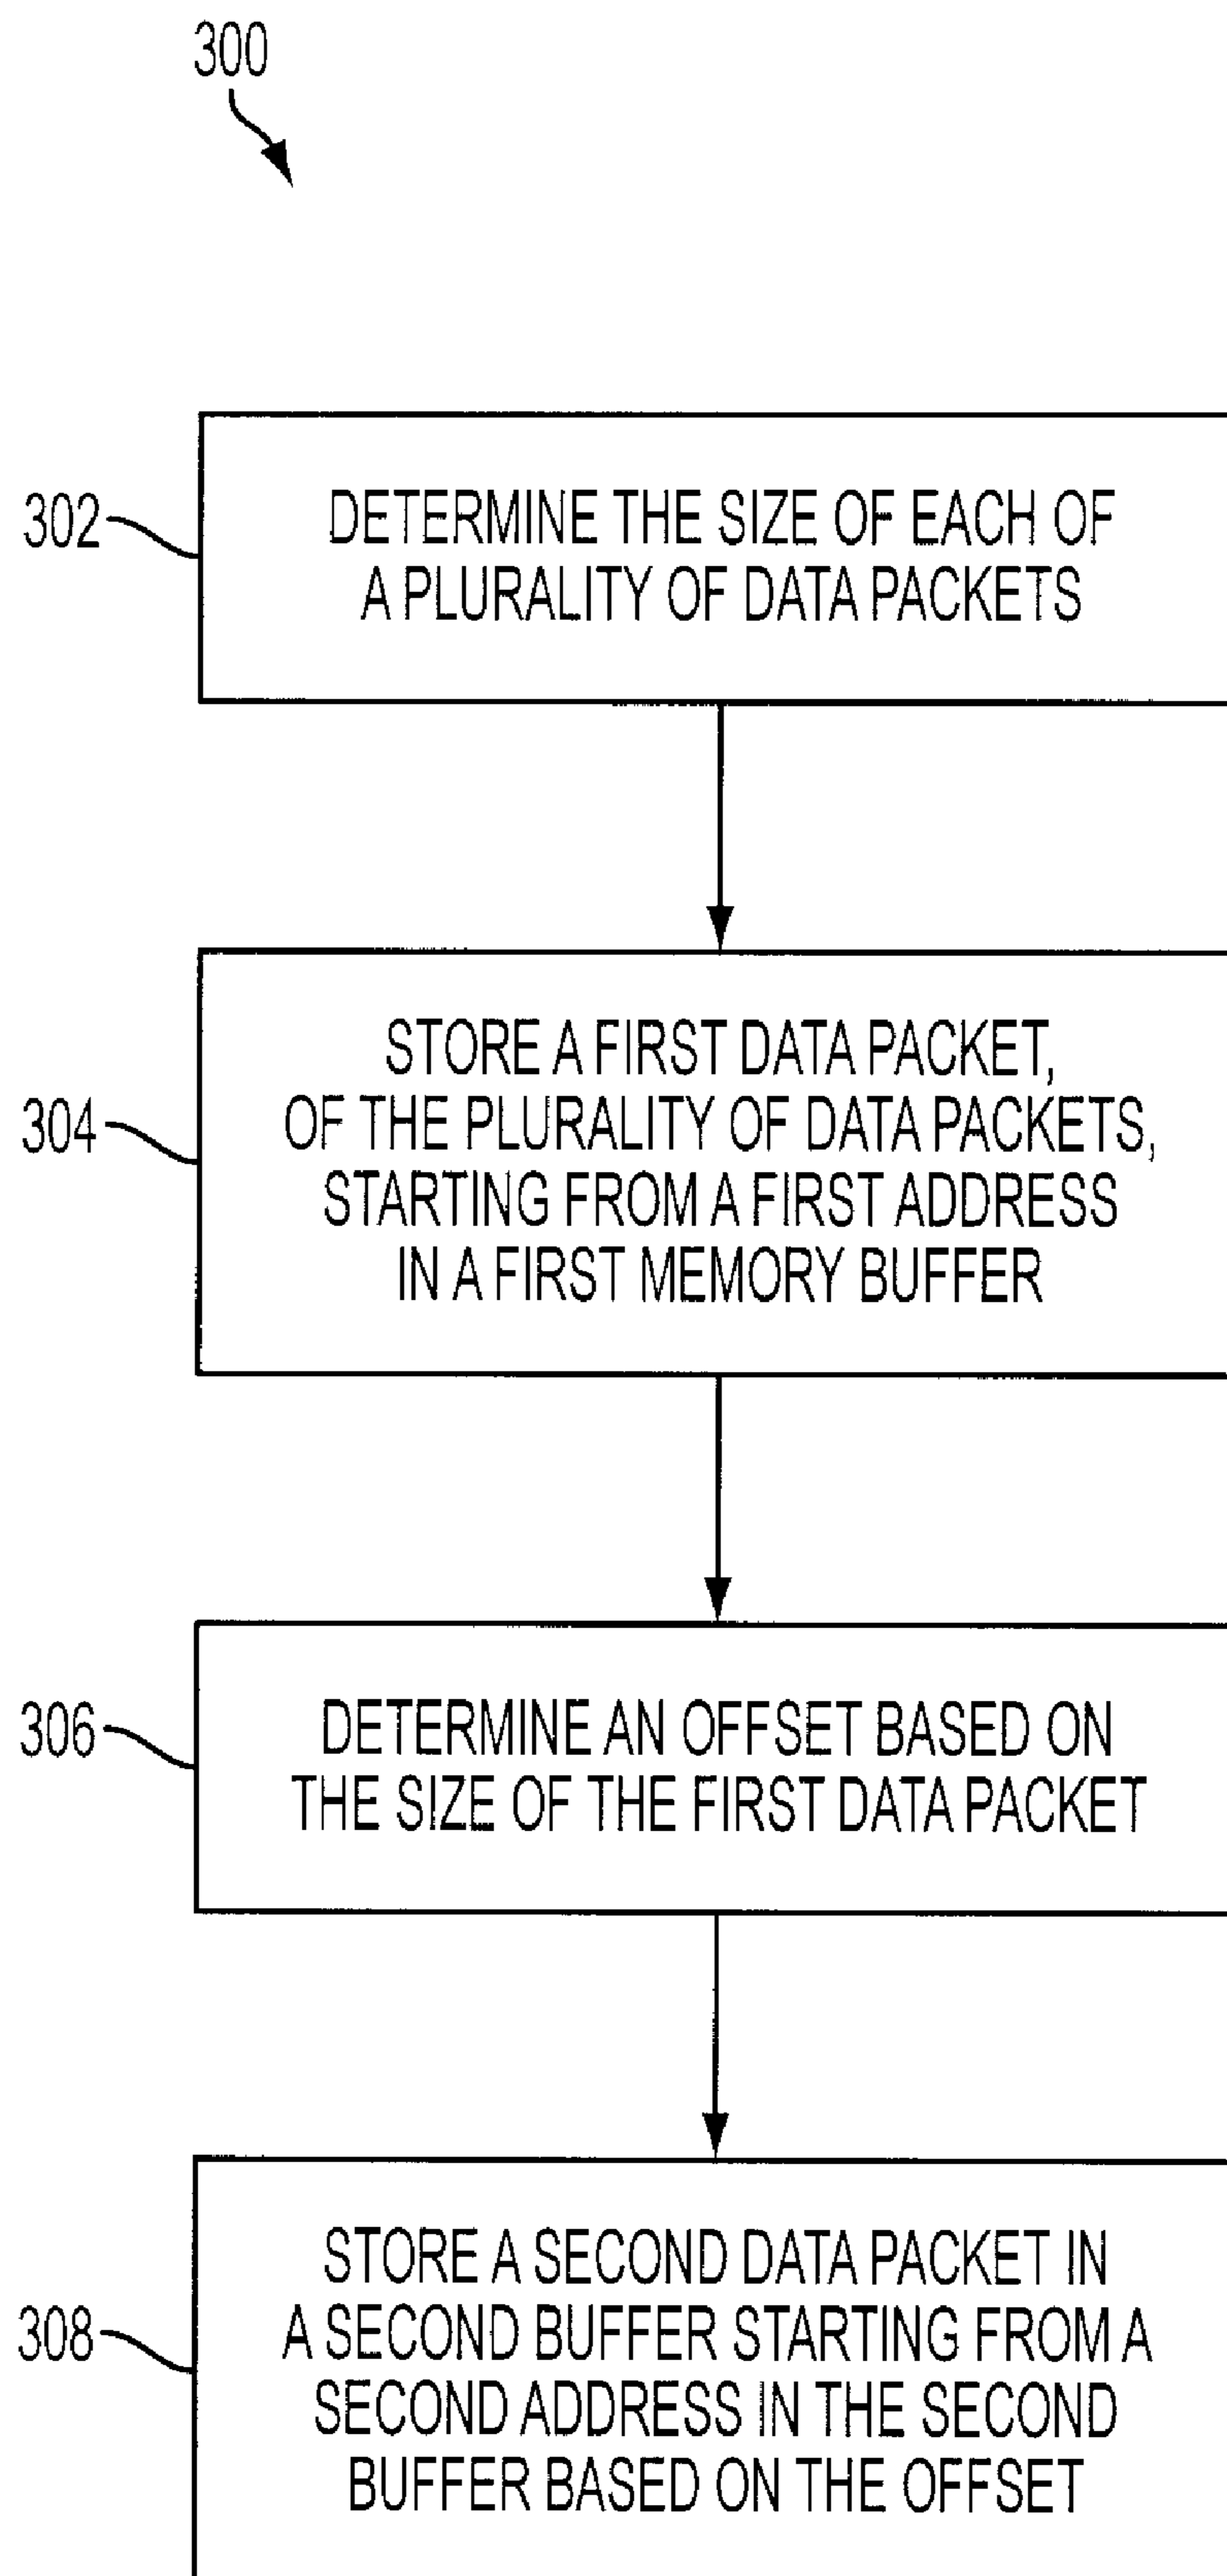 300
302
DETERMINE THE SIZE OF EACH OF
A PLURALITY OF DATA PACKETS
304
STORE A FIRST DATA PACKET,
OF THE PLURALITY OF DATA PACKETS,
STARTING FROM A FIRST ADDRESS
IN A FIRST MEMORY BUFFER
306
DETERMINE AN OFFSET BASED ON
THE SIZE OF THE FIRST DATA PACKET
308
STORE A SECOND DATA PACKET IN
A SECOND BUFFER STARTING FROM A
SECOND ADDRESS IN THE SECOND
BUFFER BASED ON THE OFFSET